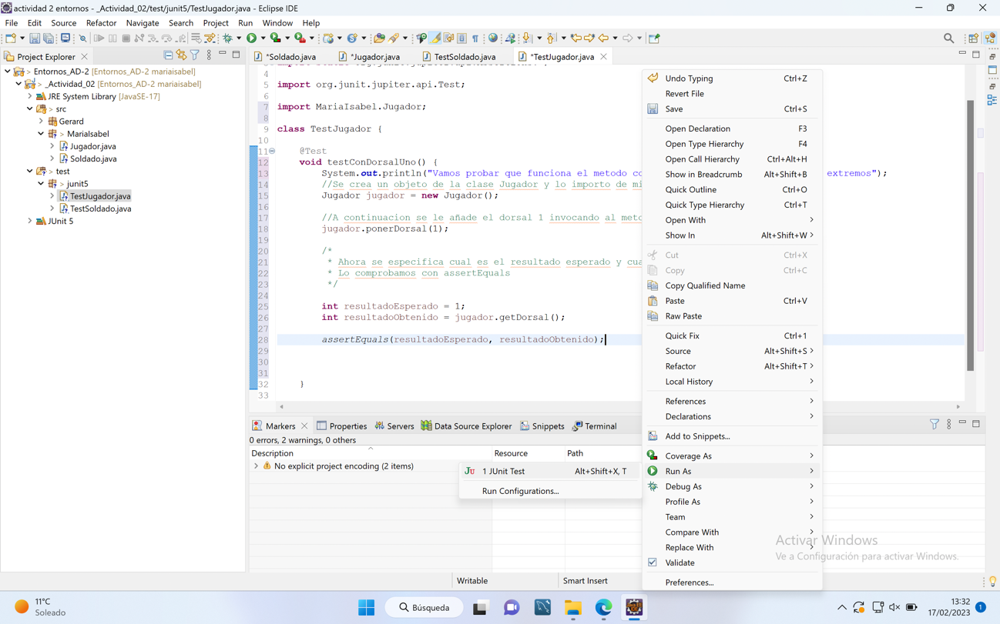 actividad 2 entornos - _Actividad_02/test/junit5/TestJugador.java - Eclipse IDE
File Edit Source Refactor Navigate Search Project Run Window Help
Project Explorer
*Soldado.java *Jugador.java TestSoldado.java *TestJugador.java
Entornos_AD-2 [Entornos_AD-2 mariaisabel]
_Actividad_02 [Entornos_AD-2 mariaisabel]
JRE System Library [JavaSE-17]
> src
Gerard
> MariaIsabel
Jugador.java
Soldado.java
> test
> junit5
TestJugador.java
TestSoldado.java
JUnit 5
4
5 import org.junit.jupiter.api.Test;
6
7 import MariaIsabel.Jugador;
8
9 class TestJugador {
10
11 @Test
12 void testConDorsalUno() {
13 System.out.println("Vamos probar que funciona el metodo co extremos");
14 //Se crea un objeto de la clase Jugador y lo importo de mi
15 Jugador jugador = new Jugador();
16
17 //A continuacion se le añade el dorsal 1 invocando al meto
18 jugador.ponerDorsal(1);
19
20 /*
21 * Ahora se especifica cual es el resultado esperado y cua
22 * Lo comprobamos con assertEquals
23 */
24
25 int resultadoEsperado = 1;
26 int resultadoObtenido = jugador.getDorsal();
27
28 assertEquals(resultadoEsperado, resultadoObtenido);
29
30
31
32 }
33
Undo Typing Ctrl+Z
Revert File
Save Ctrl+S
Open Declaration F3
Open Type Hierarchy F4
Open Call Hierarchy Ctrl+Alt+H
Show in Breadcrumb Alt+Shift+B
Quick Outline Ctrl+O
Quick Type Hierarchy Ctrl+T
Open With
Show In Alt+Shift+W
Cut Ctrl+X
Copy Ctrl+C
Copy Qualified Name
Paste Ctrl+V
Raw Paste
Quick Fix Ctrl+1
Source Alt+Shift+S
Refactor Alt+Shift+T
Local History
References
Declarations
Add to Snippets...
Coverage As
Run As
Debug As
Profile As
Team
Compare With
Replace With
Validate
Preferences...
1 JUnit Test Alt+Shift+X, T
Run Configurations...
Markers Properties Servers Data Source Explorer Snippets Terminal
0 errors, 2 warnings, 0 others
Description Resource Path
No explicit project encoding (2 items)
Activar Windows
Ve a Configuración para activar Windows.
Writable Smart Insert
11°C
Soleado
Búsqueda
13:32
17/02/2023
1